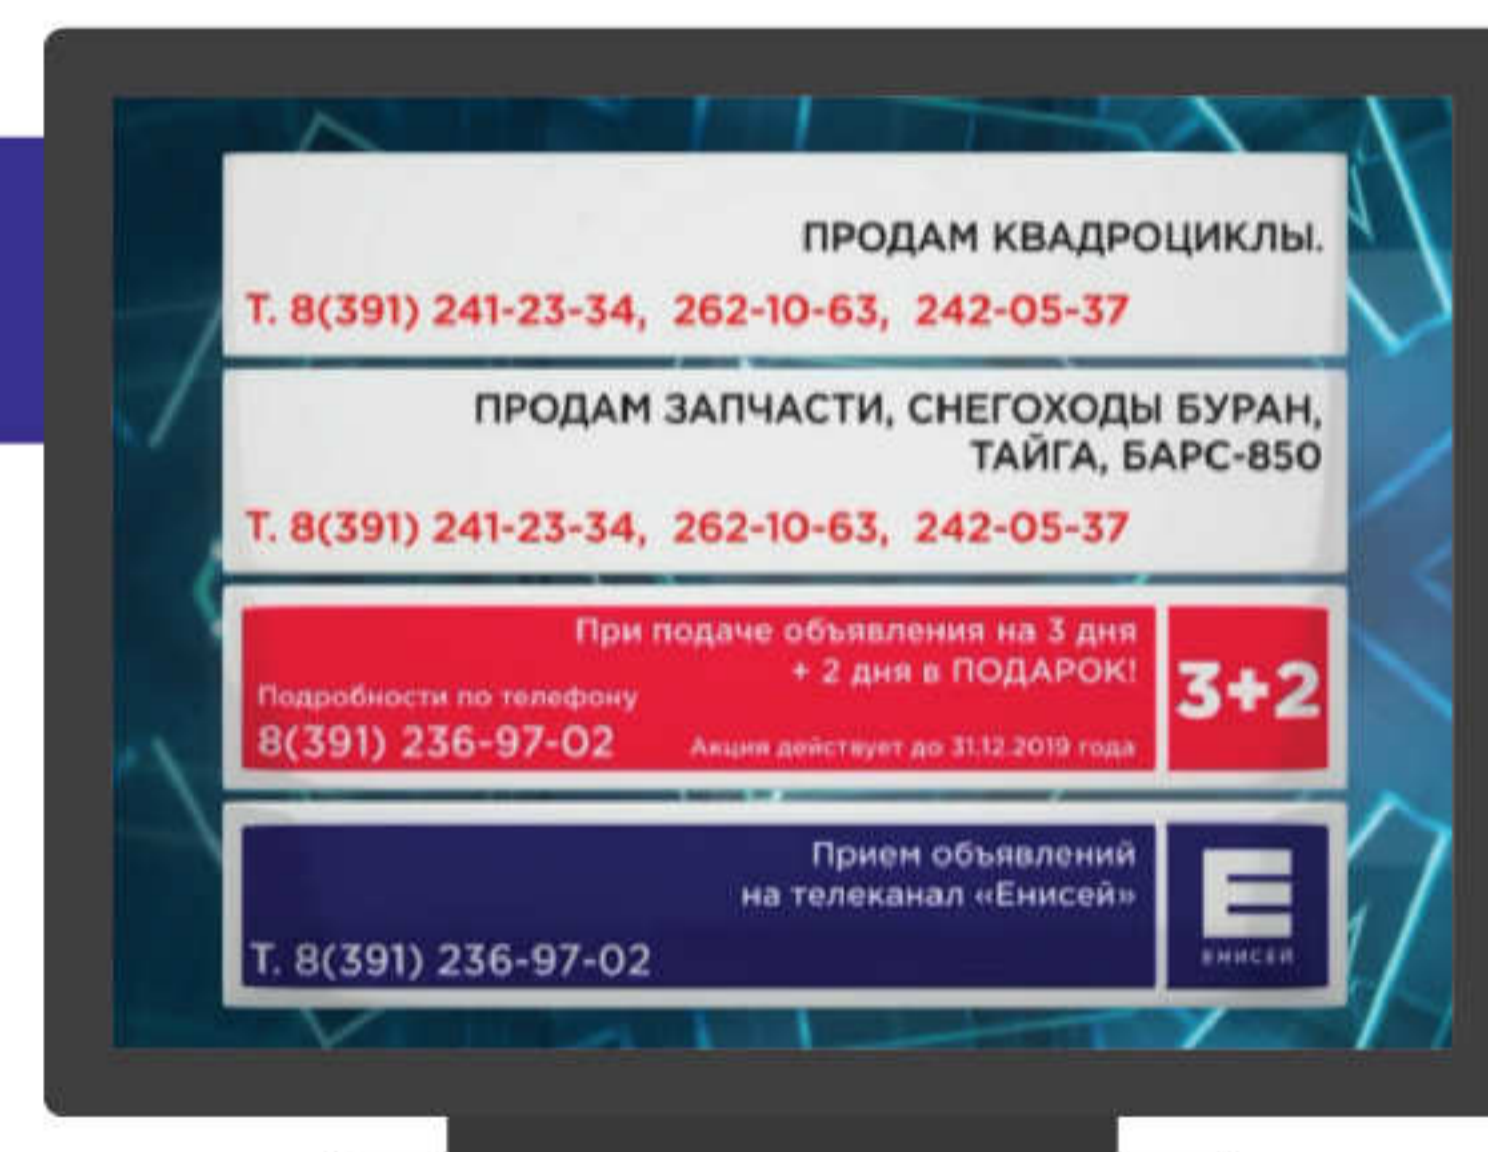 ПРОДАМ КВАДРОЦИКЛЫ.
Т. 8(391) 241-23-34, 262-10-63, 242-05-37
ПРОДАМ ЗАПЧАСТИ, СНЕГОХОДЫ БУРАН,
ТАЙГА, БАРС-850
Т. 8(391) 241-23-34, 262-10-63, 242-05-37
При подаче объявления на 3 дня
+ 2 дня в ПОДАРОК!
3+2
Подробности по телефону
8(391) 236-97-02
Акция действует до 31.12.2019 года
Прием объявлений
на телеканал «Енисей»
Т. 8(391) 236-97-02
ЕНИСЕЙ